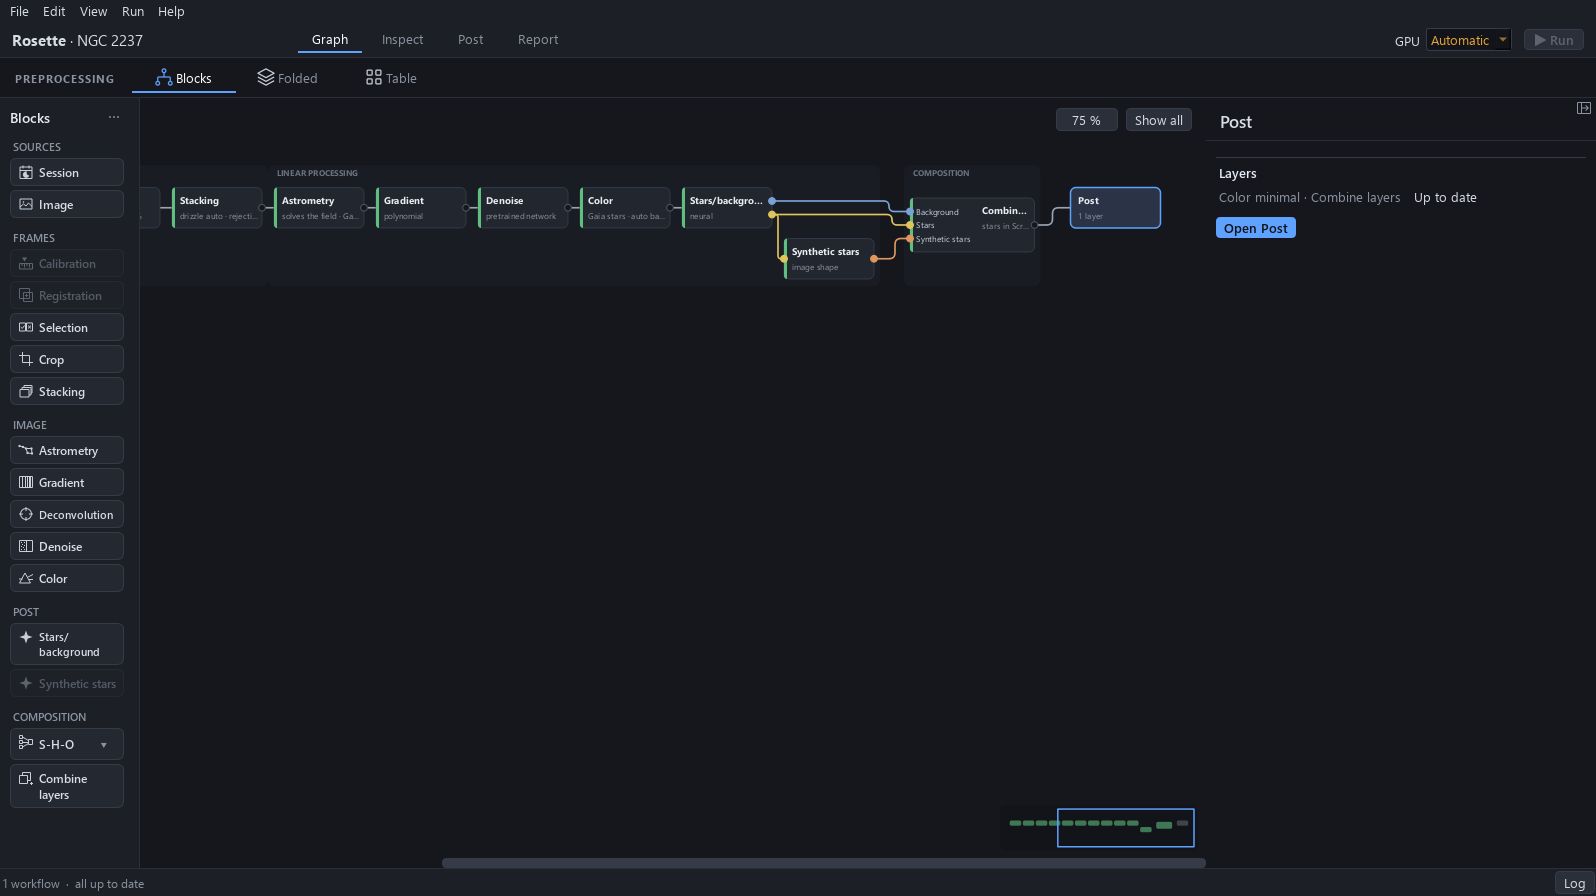 File Edit View Run Help
Rosette · NGC 2237
Graph Inspect Post Report
GPU Automatic Run
PREPROCESSING Blocks Folded Table
Blocks ···
SOURCES
Session
Image
FRAMES
Calibration
Registration
Selection
Crop
Stacking
IMAGE
Astrometry
Gradient
Deconvolution
Denoise
Color
POST
Stars/
background
Synthetic stars
COMPOSITION
S-H-O
Combine
layers
75 % Show all
LINEAR PROCESSING
COMPOSITION
Stacking
drizzle auto · rejecti...
Astrometry
solves the field · Ga...
Gradient
polynomial
Denoise
pretrained network
Color
Gaia stars · auto ba...
Stars/backgro...
neural
Synthetic stars
image shape
Background
Stars
Synthetic stars
Combin...
stars in Scr...
Post
1 layer
Post
Layers
Color minimal · Combine layers Up to date
Open Post
1 workflow · all up to date
Log